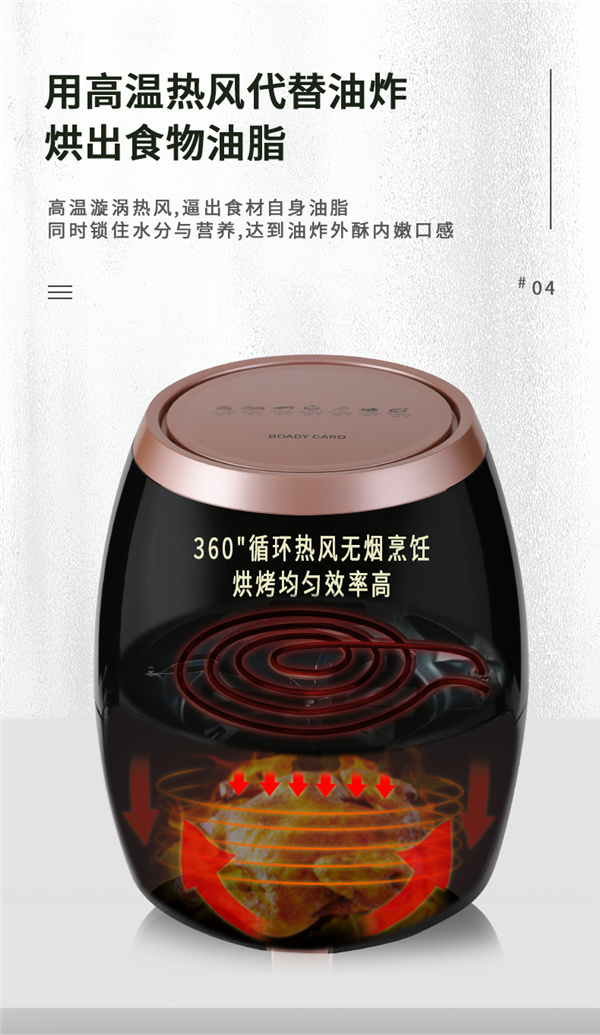 用高温热风代替油炸
烘出食物油脂
高温漩涡热风,逼出食材自身油脂
同时锁住水分与营养,达到油炸外酥内嫩口感
#04
BOADY CARO
360"循环热风无烟烹饪
烘烤均匀效率高